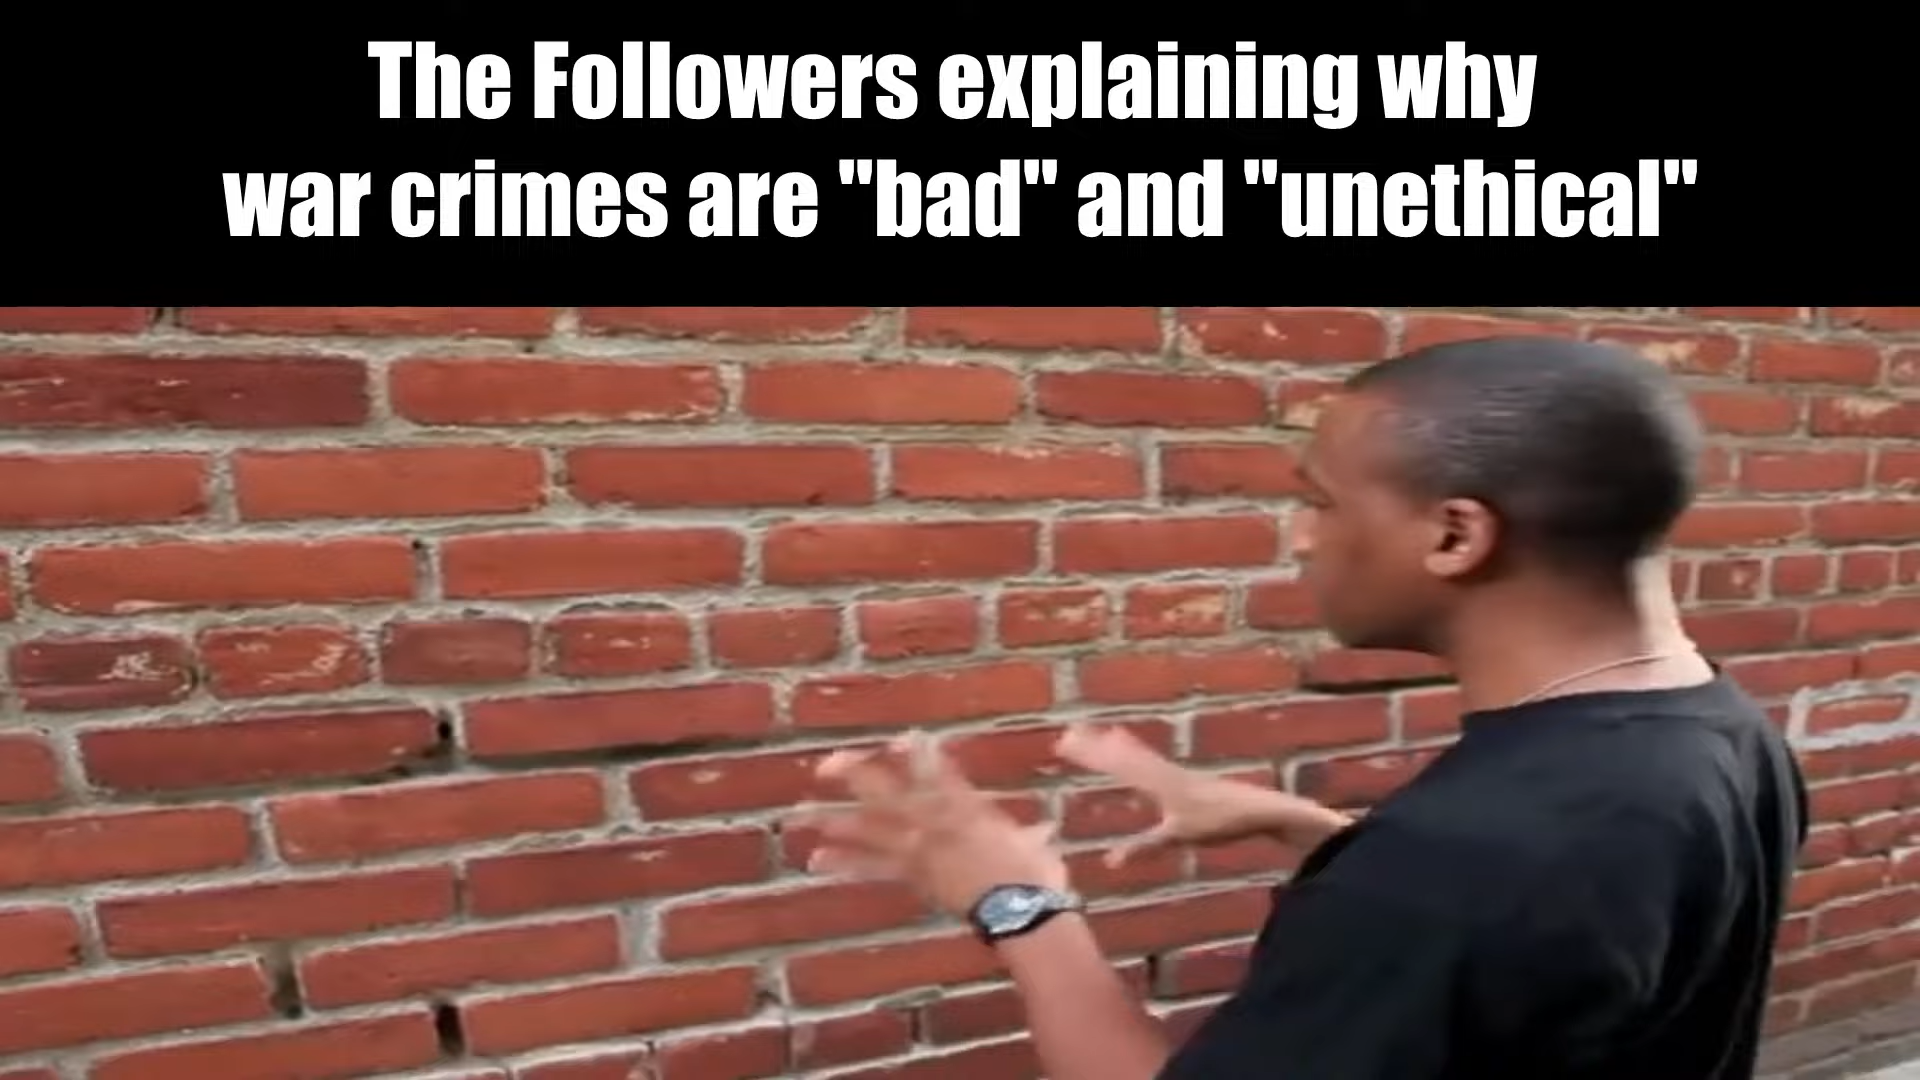 The Followers explaining why
war crimes are "bad" and "unethical"